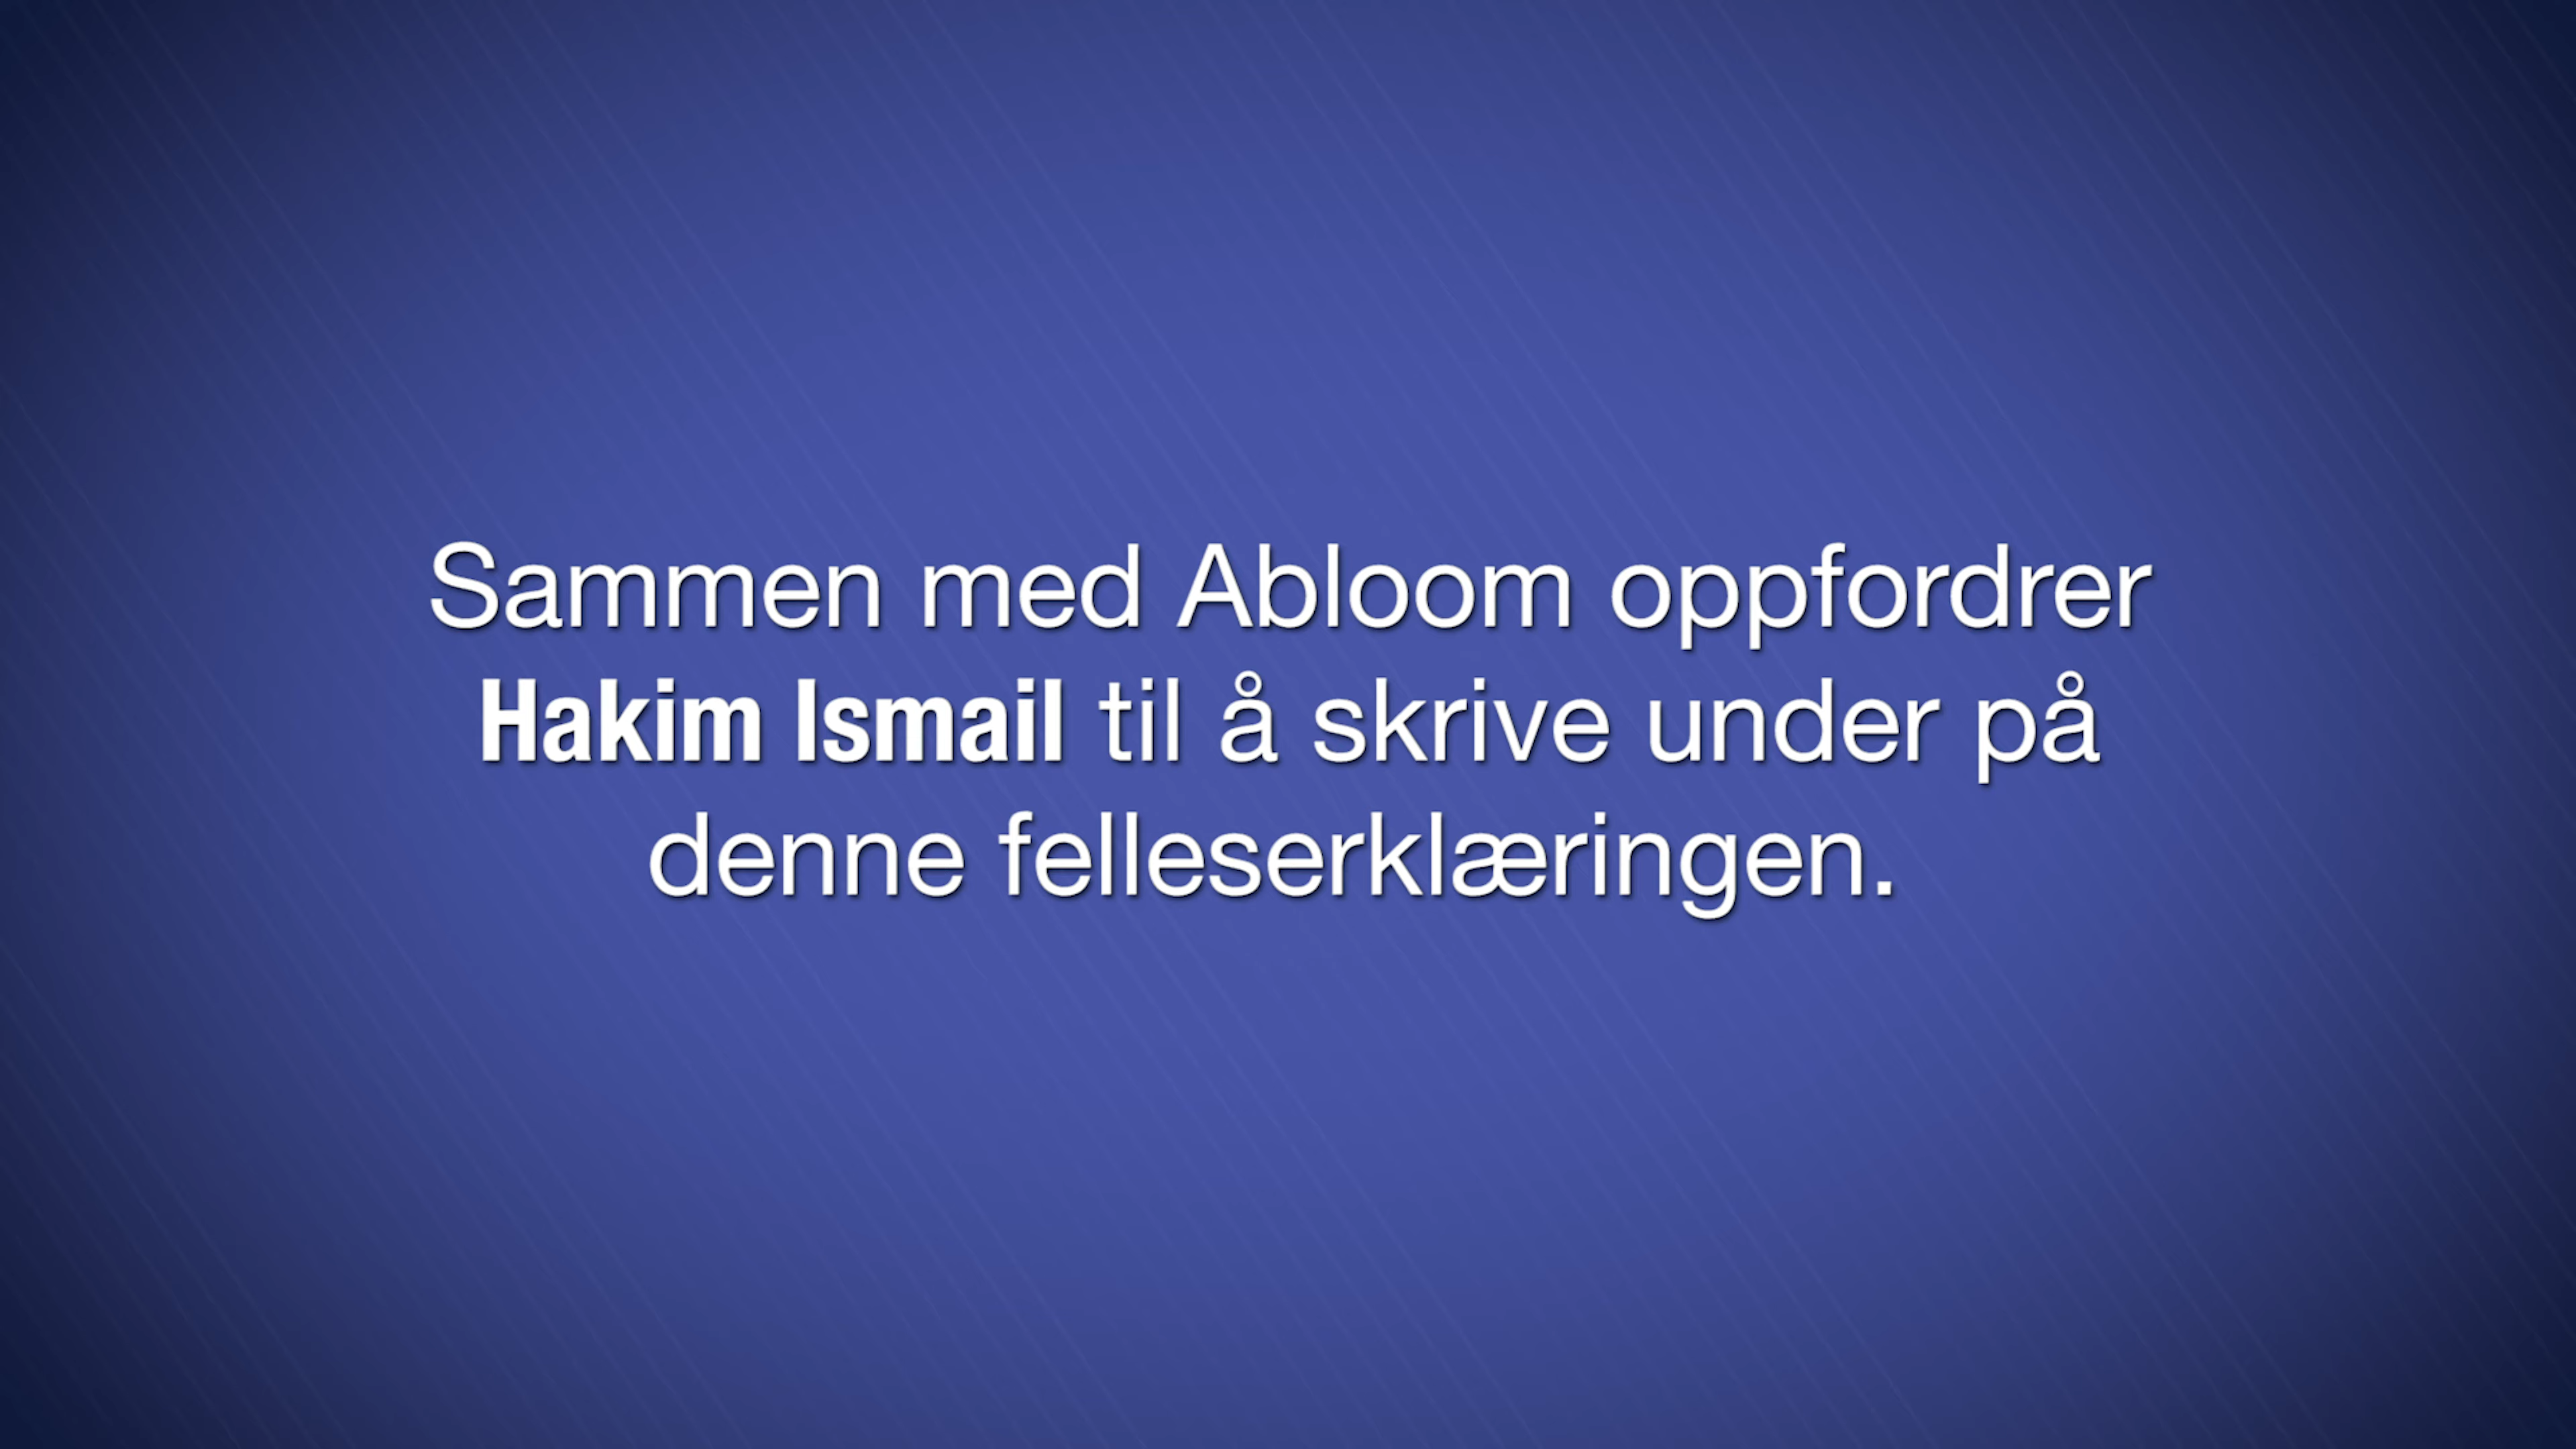 Sammen med Abloom oppfordrer
Hakim Ismail til å skrive under på
denne felleserklæringen.